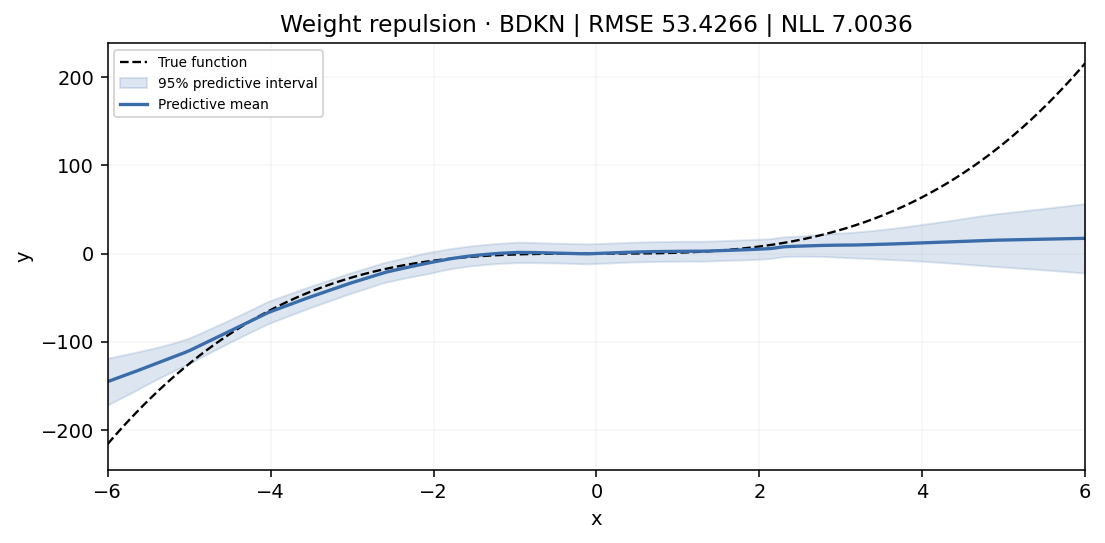 Weight repulsion · BDKN | RMSE 53.4266 | NLL 7.0036
True function
95% predictive interval
Predictive mean
y
200
100
0
−100
−200
−6
−4
−2
0
2
4
6
x